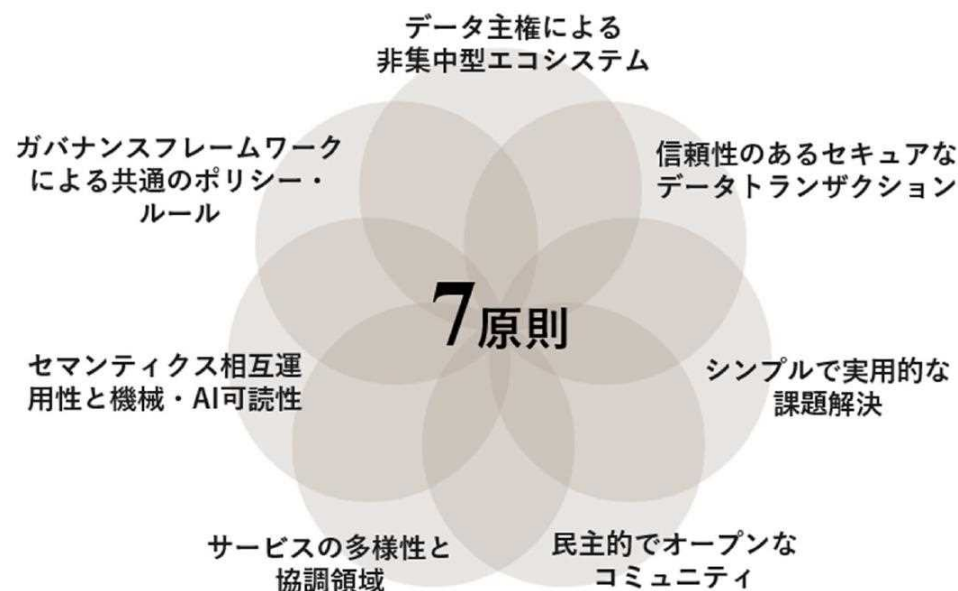 データ主権による
非集中型エコシステム
信頼性のあるセキュアな
データトランザクション
シンプルで実用的な
課題解決
民主的でオープンな
コミュニティ
サービスの多様性と
協調領域
セマンティクス相互運
用性と機械・AI可読性
ガバナンスフレームワーク
による共通のポリシー・
ルール
7原則